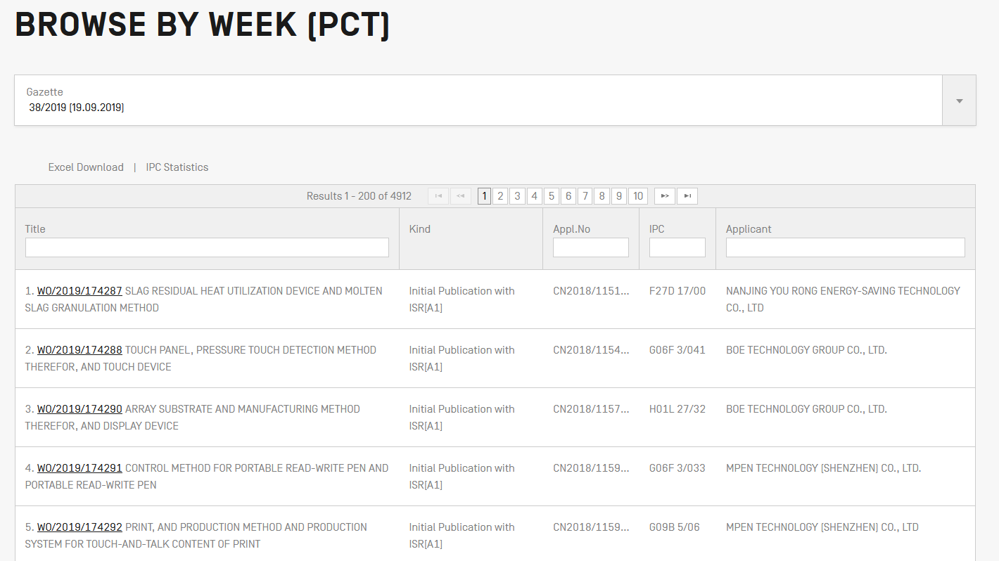 BROWSE BY WEEK (PCT)
Gazette
38/2019 [19.09.2019]
Excel Download | IPC Statistics
Results 1 - 200 of 4912 1 2 3 4 5 6 7 8 9 10
Title Kind Appl.No IPC Applicant
1. WO/2019/174287 SLAG RESIDUAL HEAT UTILIZATION DEVICE AND MOLTEN Initial Publication with CN2018/1151... F27D 17/00 NANJING YOU RONG ENERGY-SAVING TECHNOLOGY
SLAG GRANULATION METHOD ISR[A1] CO., LTD
2. WO/2019/174288 TOUCH PANEL, PRESSURE TOUCH DETECTION METHOD Initial Publication with CN2018/1154... G06F 3/041 BOE TECHNOLOGY GROUP CO., LTD.
THEREFOR, AND TOUCH DEVICE ISR[A1]
3. WO/2019/174290 ARRAY SUBSTRATE AND MANUFACTURING METHOD Initial Publication with CN2018/1157... H01L 27/32 BOE TECHNOLOGY GROUP CO., LTD.
THEREFOR, AND DISPLAY DEVICE ISR[A1]
4. WO/2019/174291 CONTROL METHOD FOR PORTABLE READ-WRITE PEN AND Initial Publication with CN2018/1159... G06F 3/033 MPEN TECHNOLOGY [SHENZHEN] CO., LTD.
PORTABLE READ-WRITE PEN ISR[A1]
5. WO/2019/174292 PRINT, AND PRODUCTION METHOD AND PRODUCTION Initial Publication with CN2018/1159... G09B 5/06 MPEN TECHNOLOGY [SHENZHEN] CO., LTD
SYSTEM FOR TOUCH-AND-TALK CONTENT OF PRINT ISR[A1]